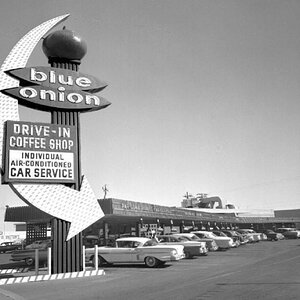 blue
onion
DRIVE-IN
COFFEE SHOP
INDIVIDUAL
AIR-CONDITIONED
CAR SERVICE